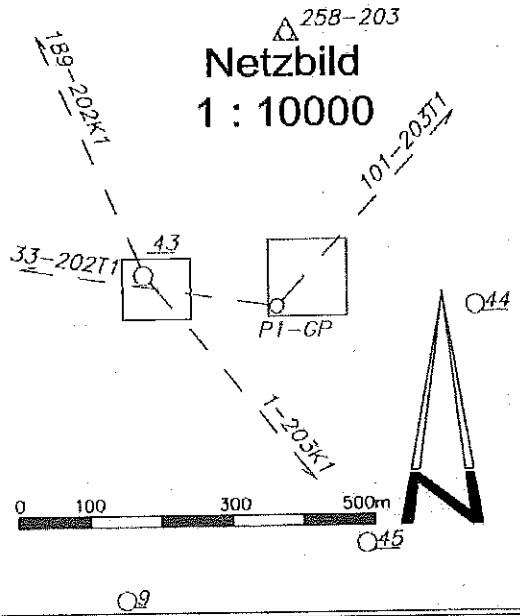 258-203
Netzbild
1 : 10000
189-202K1
101-203T1
33-202T1
43
P1-GP
44
1-203K1
0 100 300 500m
N
45
9